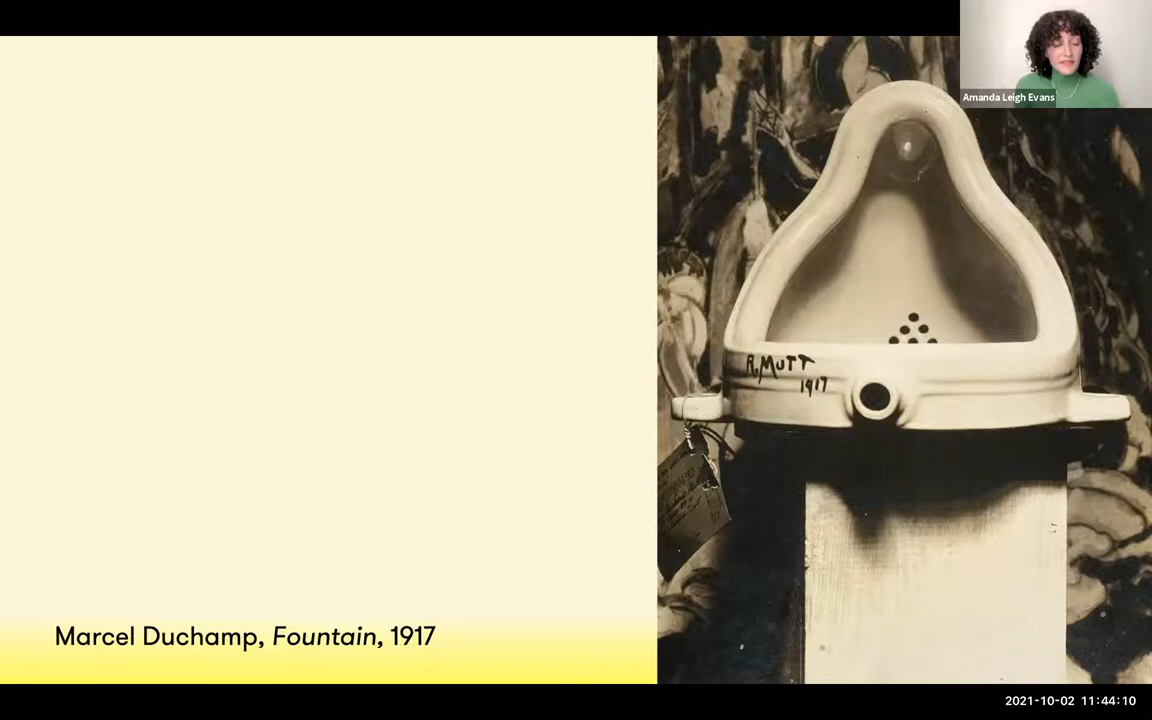 Amanda Leigh Evans
R. MUTT
1917
Marcel Duchamp, Fountain, 1917
2021-10-02 11:44:10